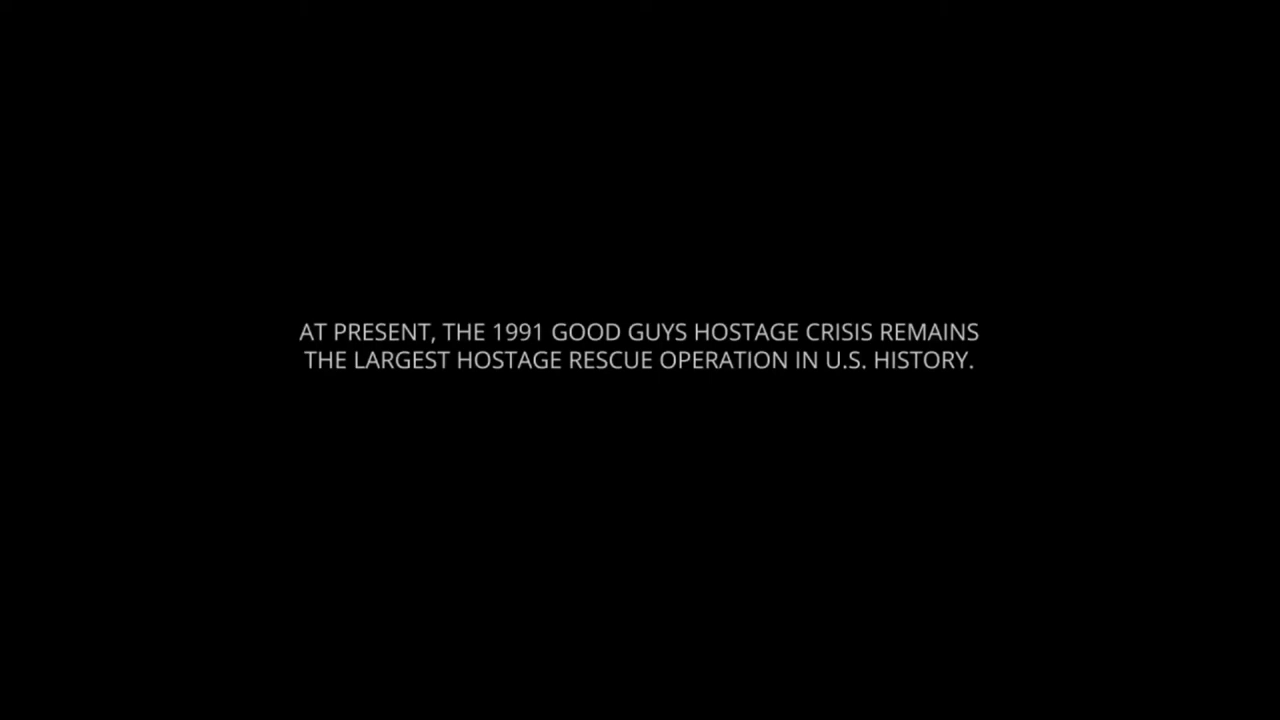 AT PRESENT, THE 1991 GOOD GUYS HOSTAGE CRISIS REMAINS
THE LARGEST HOSTAGE RESCUE OPERATION IN U.S. HISTORY.